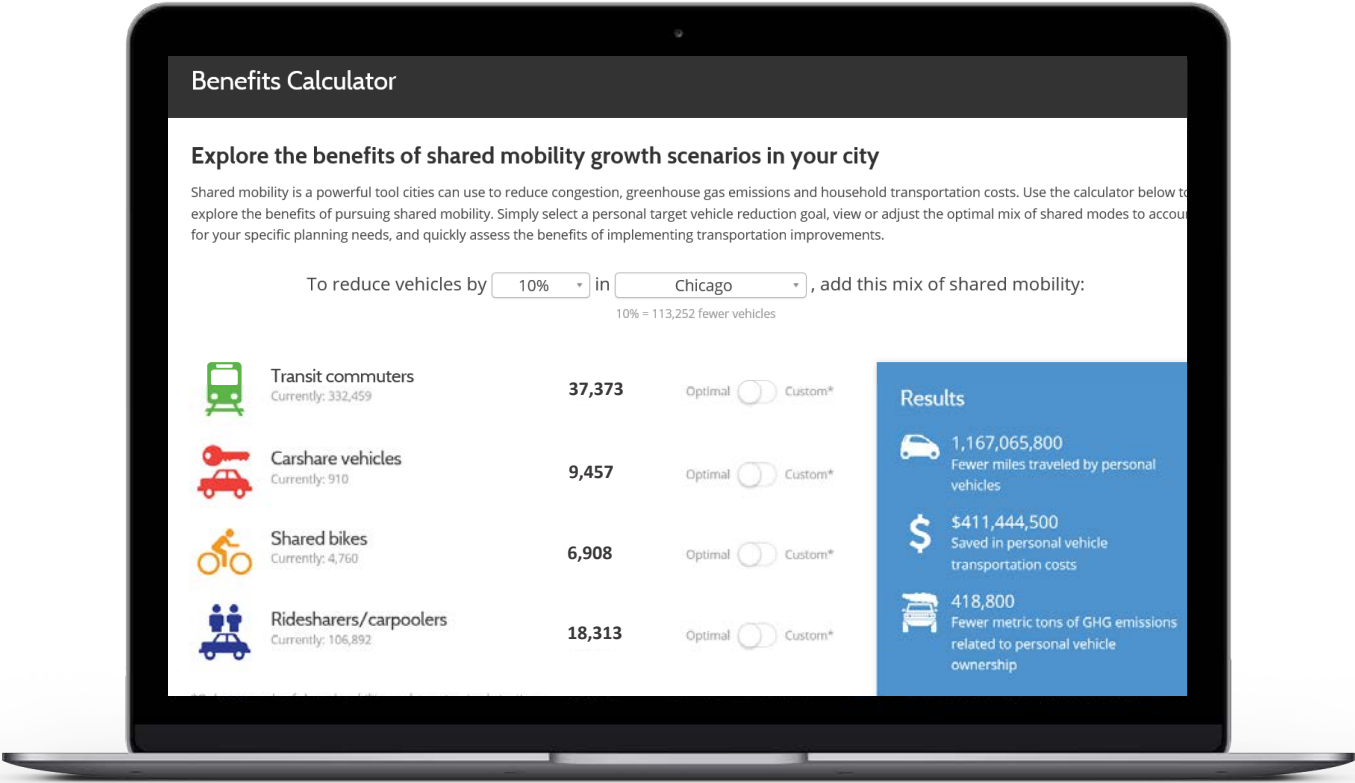 Benefits Calculator
Explore the benefits of shared mobility growth scenarios in your city
Shared mobility is a powerful tool cities can use to reduce congestion, greenhouse gas emissions and household transportation costs. Use the calculator below to
explore the benefits of pursuing shared mobility. Simply select a personal target vehicle reduction goal, view or adjust the optimal mix of shared modes to accou
for your specific planning needs, and quickly assess the benefits of implementing transportation improvements.
To reduce vehicles by 10% in Chicago , add this mix of shared mobility:
10% = 113,252 fewer vehicles
Transit commuters
Currently: 332,459
37,373
Optimal Custom*
Carshare vehicles
Currently: 910
9,457
Optimal Custom*
Shared bikes
Currently: 4,760
6,908
Optimal Custom*
Ridesharers/carpoolers
Currently: 106,892
18,313
Optimal Custom*
Results
1,167,065,800
Fewer miles traveled by personal
vehicles
$411,444,500
Saved in personal vehicle
transportation costs
418,800
Fewer metric tons of GHG emissions
related to personal vehicle
ownership